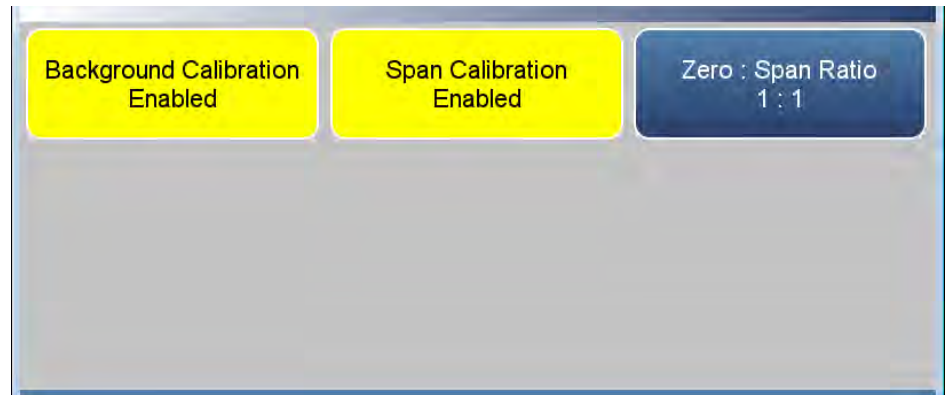 Background Calibration
Enabled
Span Calibration
Enabled
Zero : Span Ratio
1 : 1